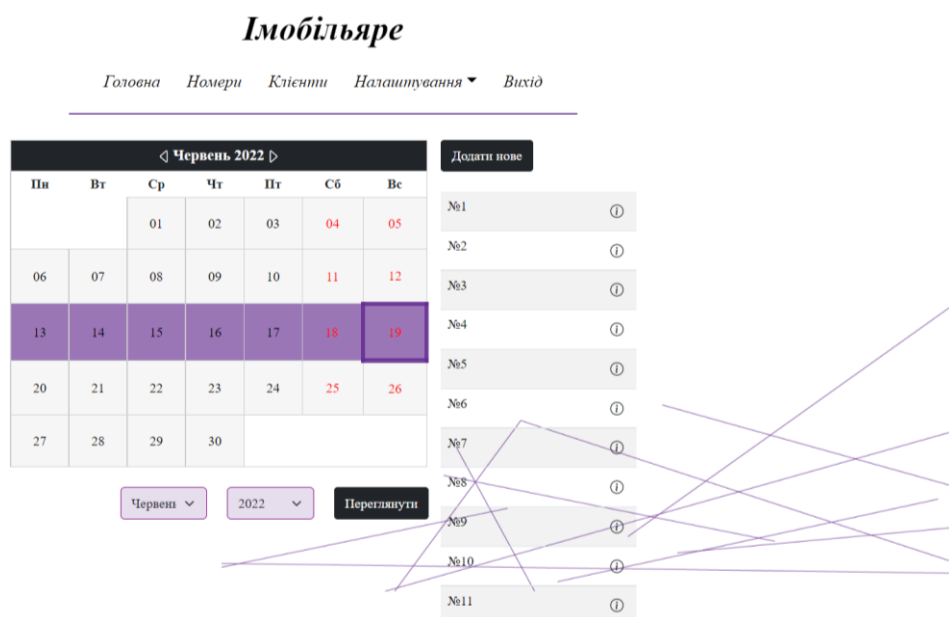 Імобільяре
Головна Номери Клієнти Налаштування Вихід
Червень 2022
Пн Вт Ср Чт Пт Сб Вс
01 02 03 04 05
06 07 08 09 10 11 12
13 14 15 16 17 18 19
20 21 22 23 24 25 26
27 28 29 30
Червень 2022 Переглянути
Додати нове
№1
№2
№3
№4
№5
№6
№7
№8
№9
№10
№11